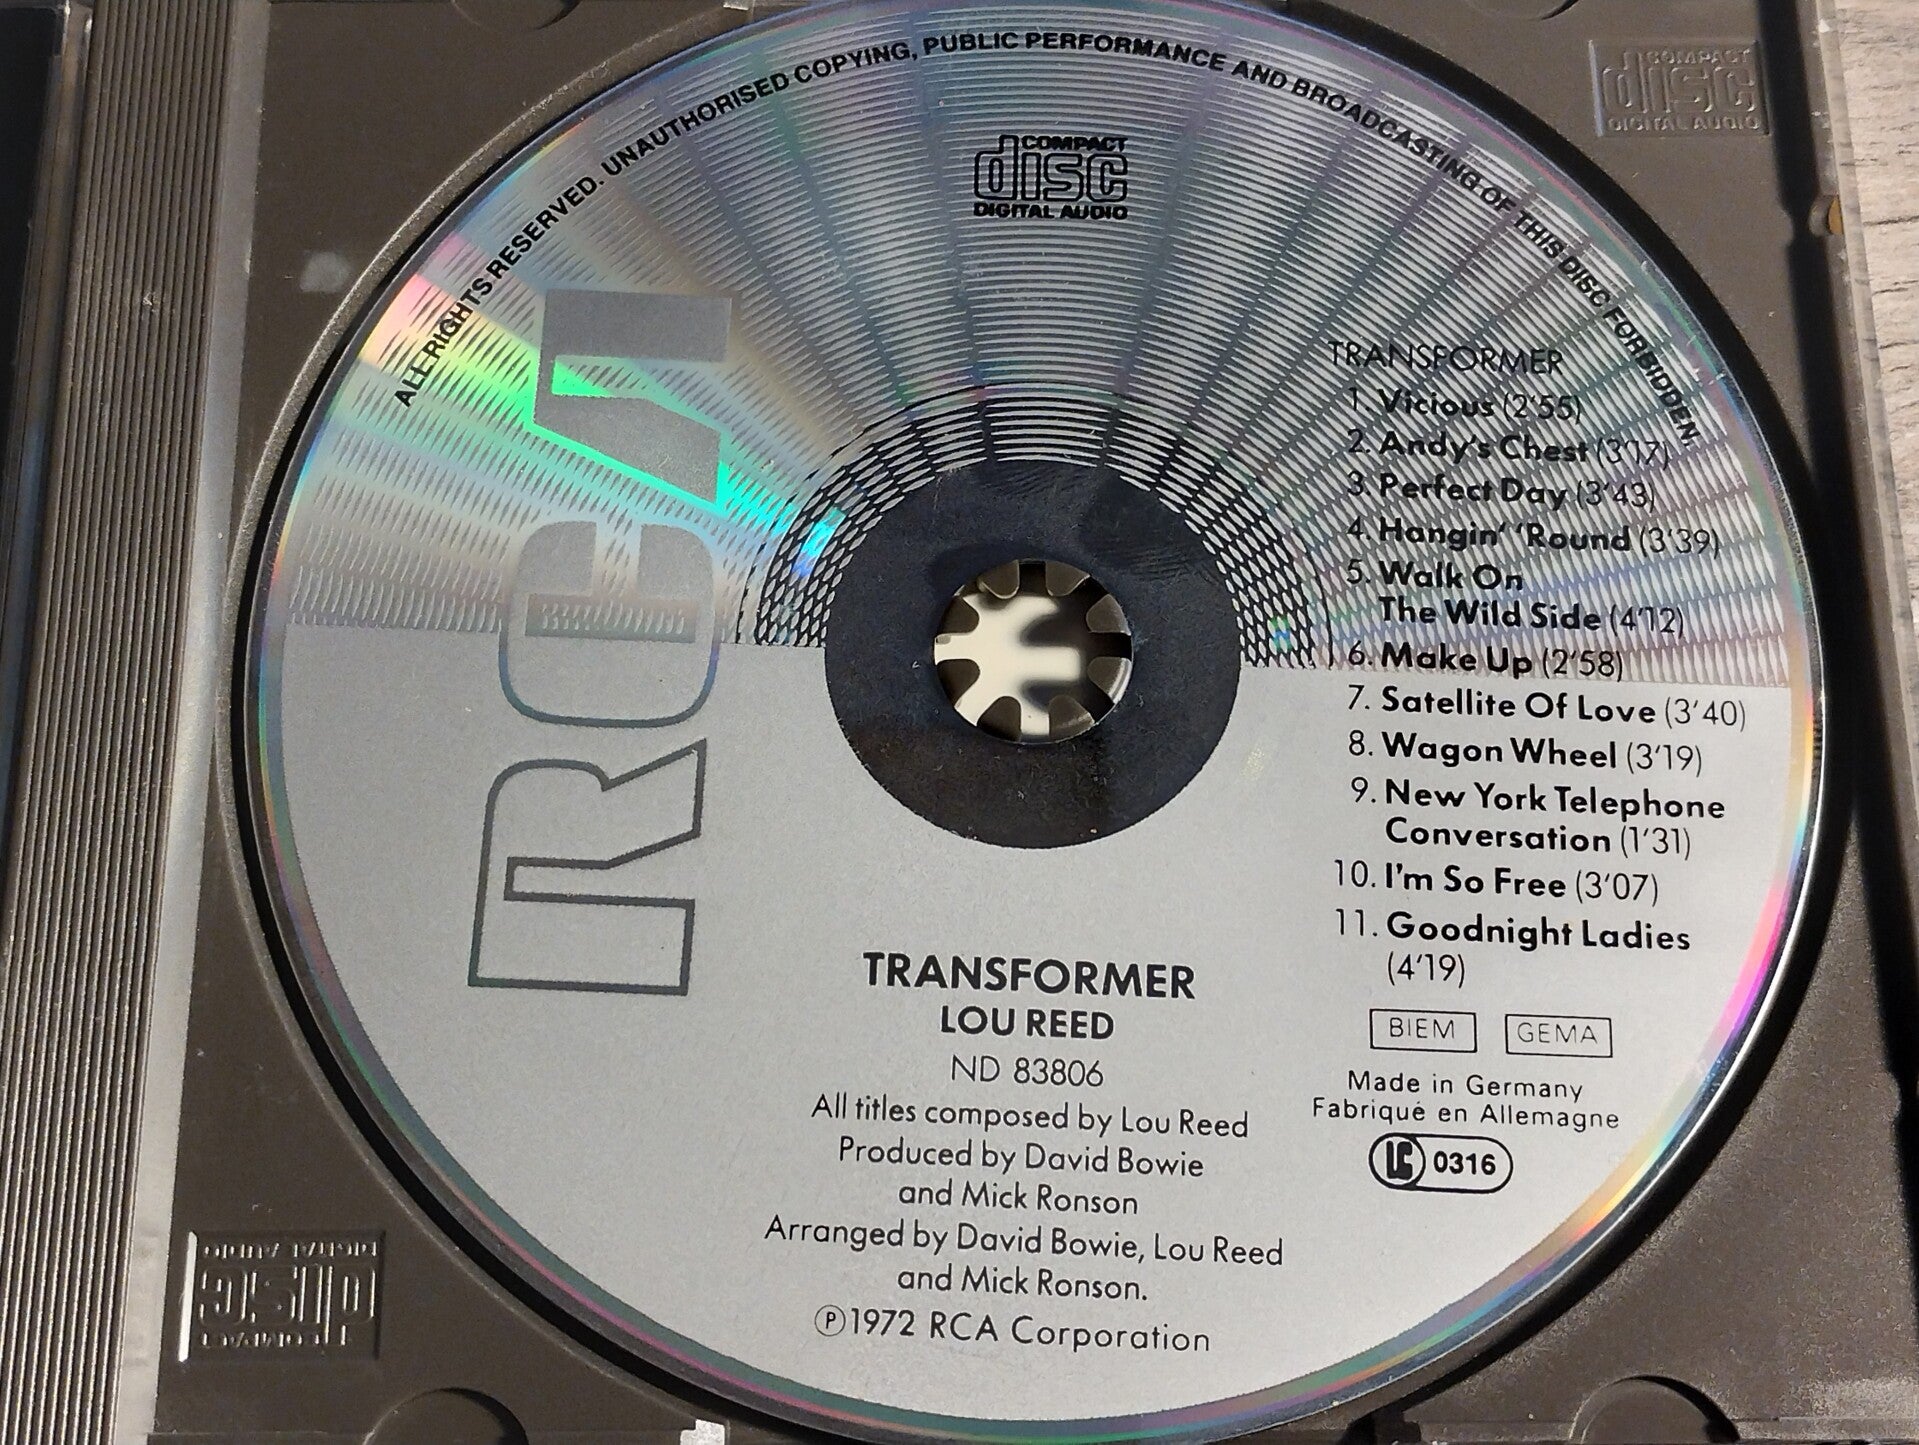 ALL RIGHTS RESERVED. UNAUTHORISED COPYING, PUBLIC PERFORMANCE AND BROADCASTING OF THIS DISC FORBIDDEN.
COMPACT
disc
DIGITAL AUDIO
COMPACT
disc
DIGITAL AUDIO
RCA
TRANSFORMER
1. Vicious (2'55)
2. Andy's Chest (3'17)
3. Perfect Day (3'43)
4. Hangin' 'Round (3'39)
5. Walk On
The Wild Side (4'12)
6. Make Up (2'58)
7. Satellite Of Love (3'40)
8. Wagon Wheel (3'19)
9. New York Telephone
Conversation (1'31)
10. I'm So Free (3'07)
11. Goodnight Ladies
(4'19)
BIEM GEMA
Made in Germany
Fabriqué en Allemagne
LC 0316
TRANSFORMER
LOU REED
ND 83806
All titles composed by Lou Reed
Produced by David Bowie
and Mick Ronson
Arranged by David Bowie, Lou Reed
and Mick Ronson.
℗1972 RCA Corporation
COMPACT
disc
DIGITAL AUDIO